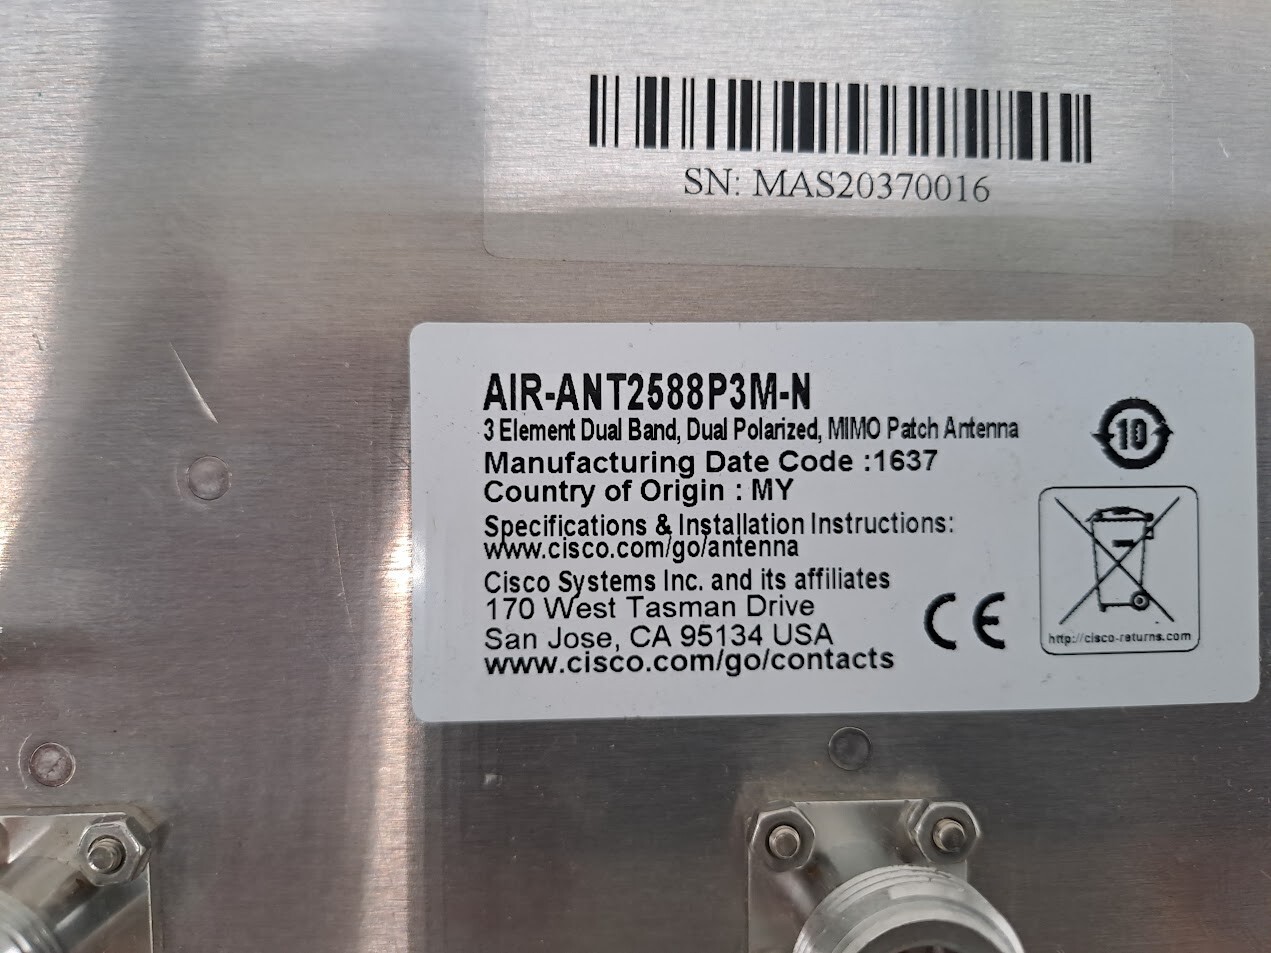 SN: MAS20370016
AIR-ANT2588P3M-N
3 Element Dual Band, Dual Polarized, MIMO Patch Antenna
Manufacturing Date Code :1637
Country of Origin : MY
Specifications & Installation Instructions:
www.cisco.com/go/antenna
Cisco Systems Inc. and its affiliates
170 West Tasman Drive
San Jose, CA 95134 USA
www.cisco.com/go/contacts
10
CE
http://cisco-returns.com